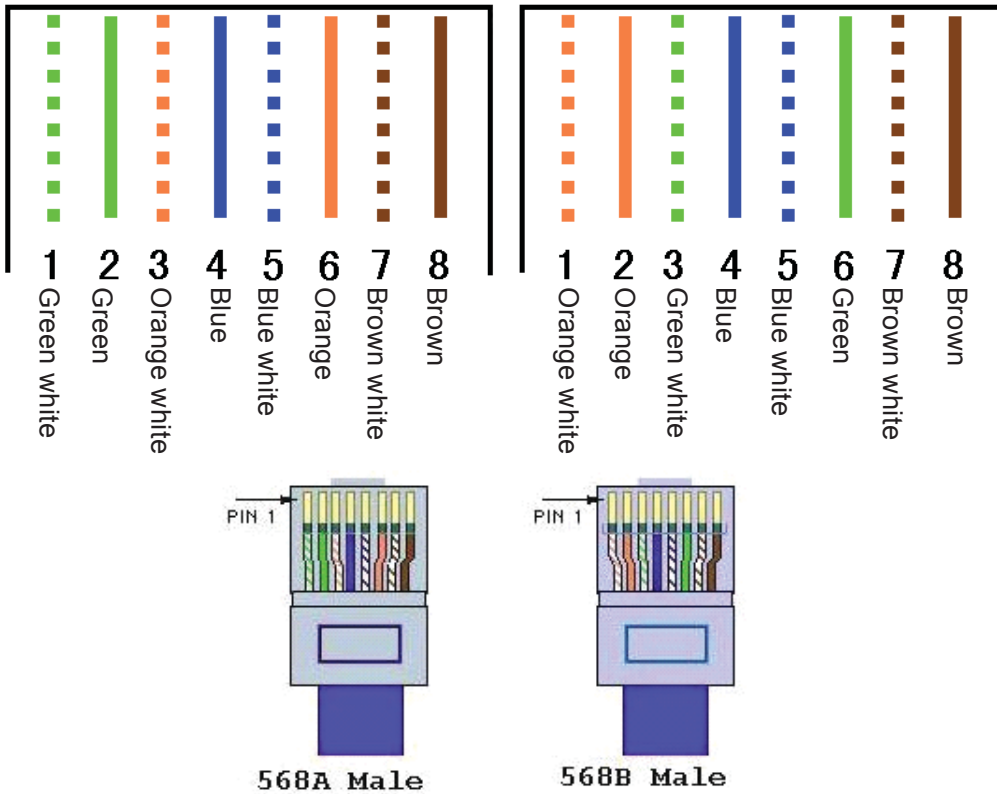 1 2 3 4 5 6 7 8
Green white
Green
Orange white
Blue
Blue white
Orange
Brown white
Brown
1 2 3 4 5 6 7 8
Orange white
Orange
Green white
Blue
Blue white
Green
Brown white
Brown
PIN 1
568A Male
PIN 1
568B Male